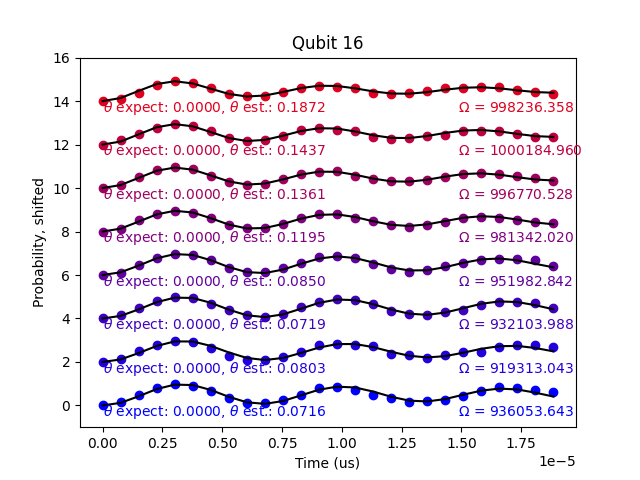 Qubit 16
16
14
θ expect: 0.0000, θ est.: 0.1872 Ω = 998236.358
12
θ expect: 0.0000, θ est.: 0.1437 Ω = 1000184.960
10
θ expect: 0.0000, θ est.: 0.1361 Ω = 996770.528
8
θ expect: 0.0000, θ est.: 0.1195 Ω = 981342.020
6
θ expect: 0.0000, θ est.: 0.0850 Ω = 951982.842
4
θ expect: 0.0000, θ est.: 0.0719 Ω = 932103.988
2
θ expect: 0.0000, θ est.: 0.0803 Ω = 919313.043
0
θ expect: 0.0000, θ est.: 0.0716 Ω = 936053.643
Probability, shifted
0.00 0.25 0.50 0.75 1.00 1.25 1.50 1.75
Time (us)
1e−5